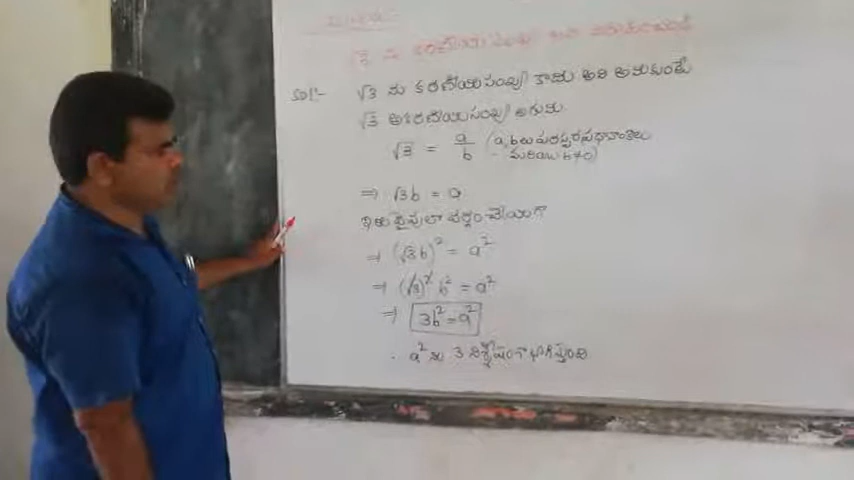 sol:- √3 ను కరణీయసంఖ్య కాదు అని అనుకుంటే
√3 అకరణీయసంఖ్య అగును.
√3 = a/b (a, b లు పరస్పర ప్రధానాంకాలు
మరియు b≠0)
⇒ √3b = a
ఇరువైపులా వర్గం చేయగా
⇒ (√3b)² = a²
⇒ (√3)² b² = a²
⇒ 3b² = a²
∴ a² ను 3 నిశ్శేషంగా భాగిస్తుంది